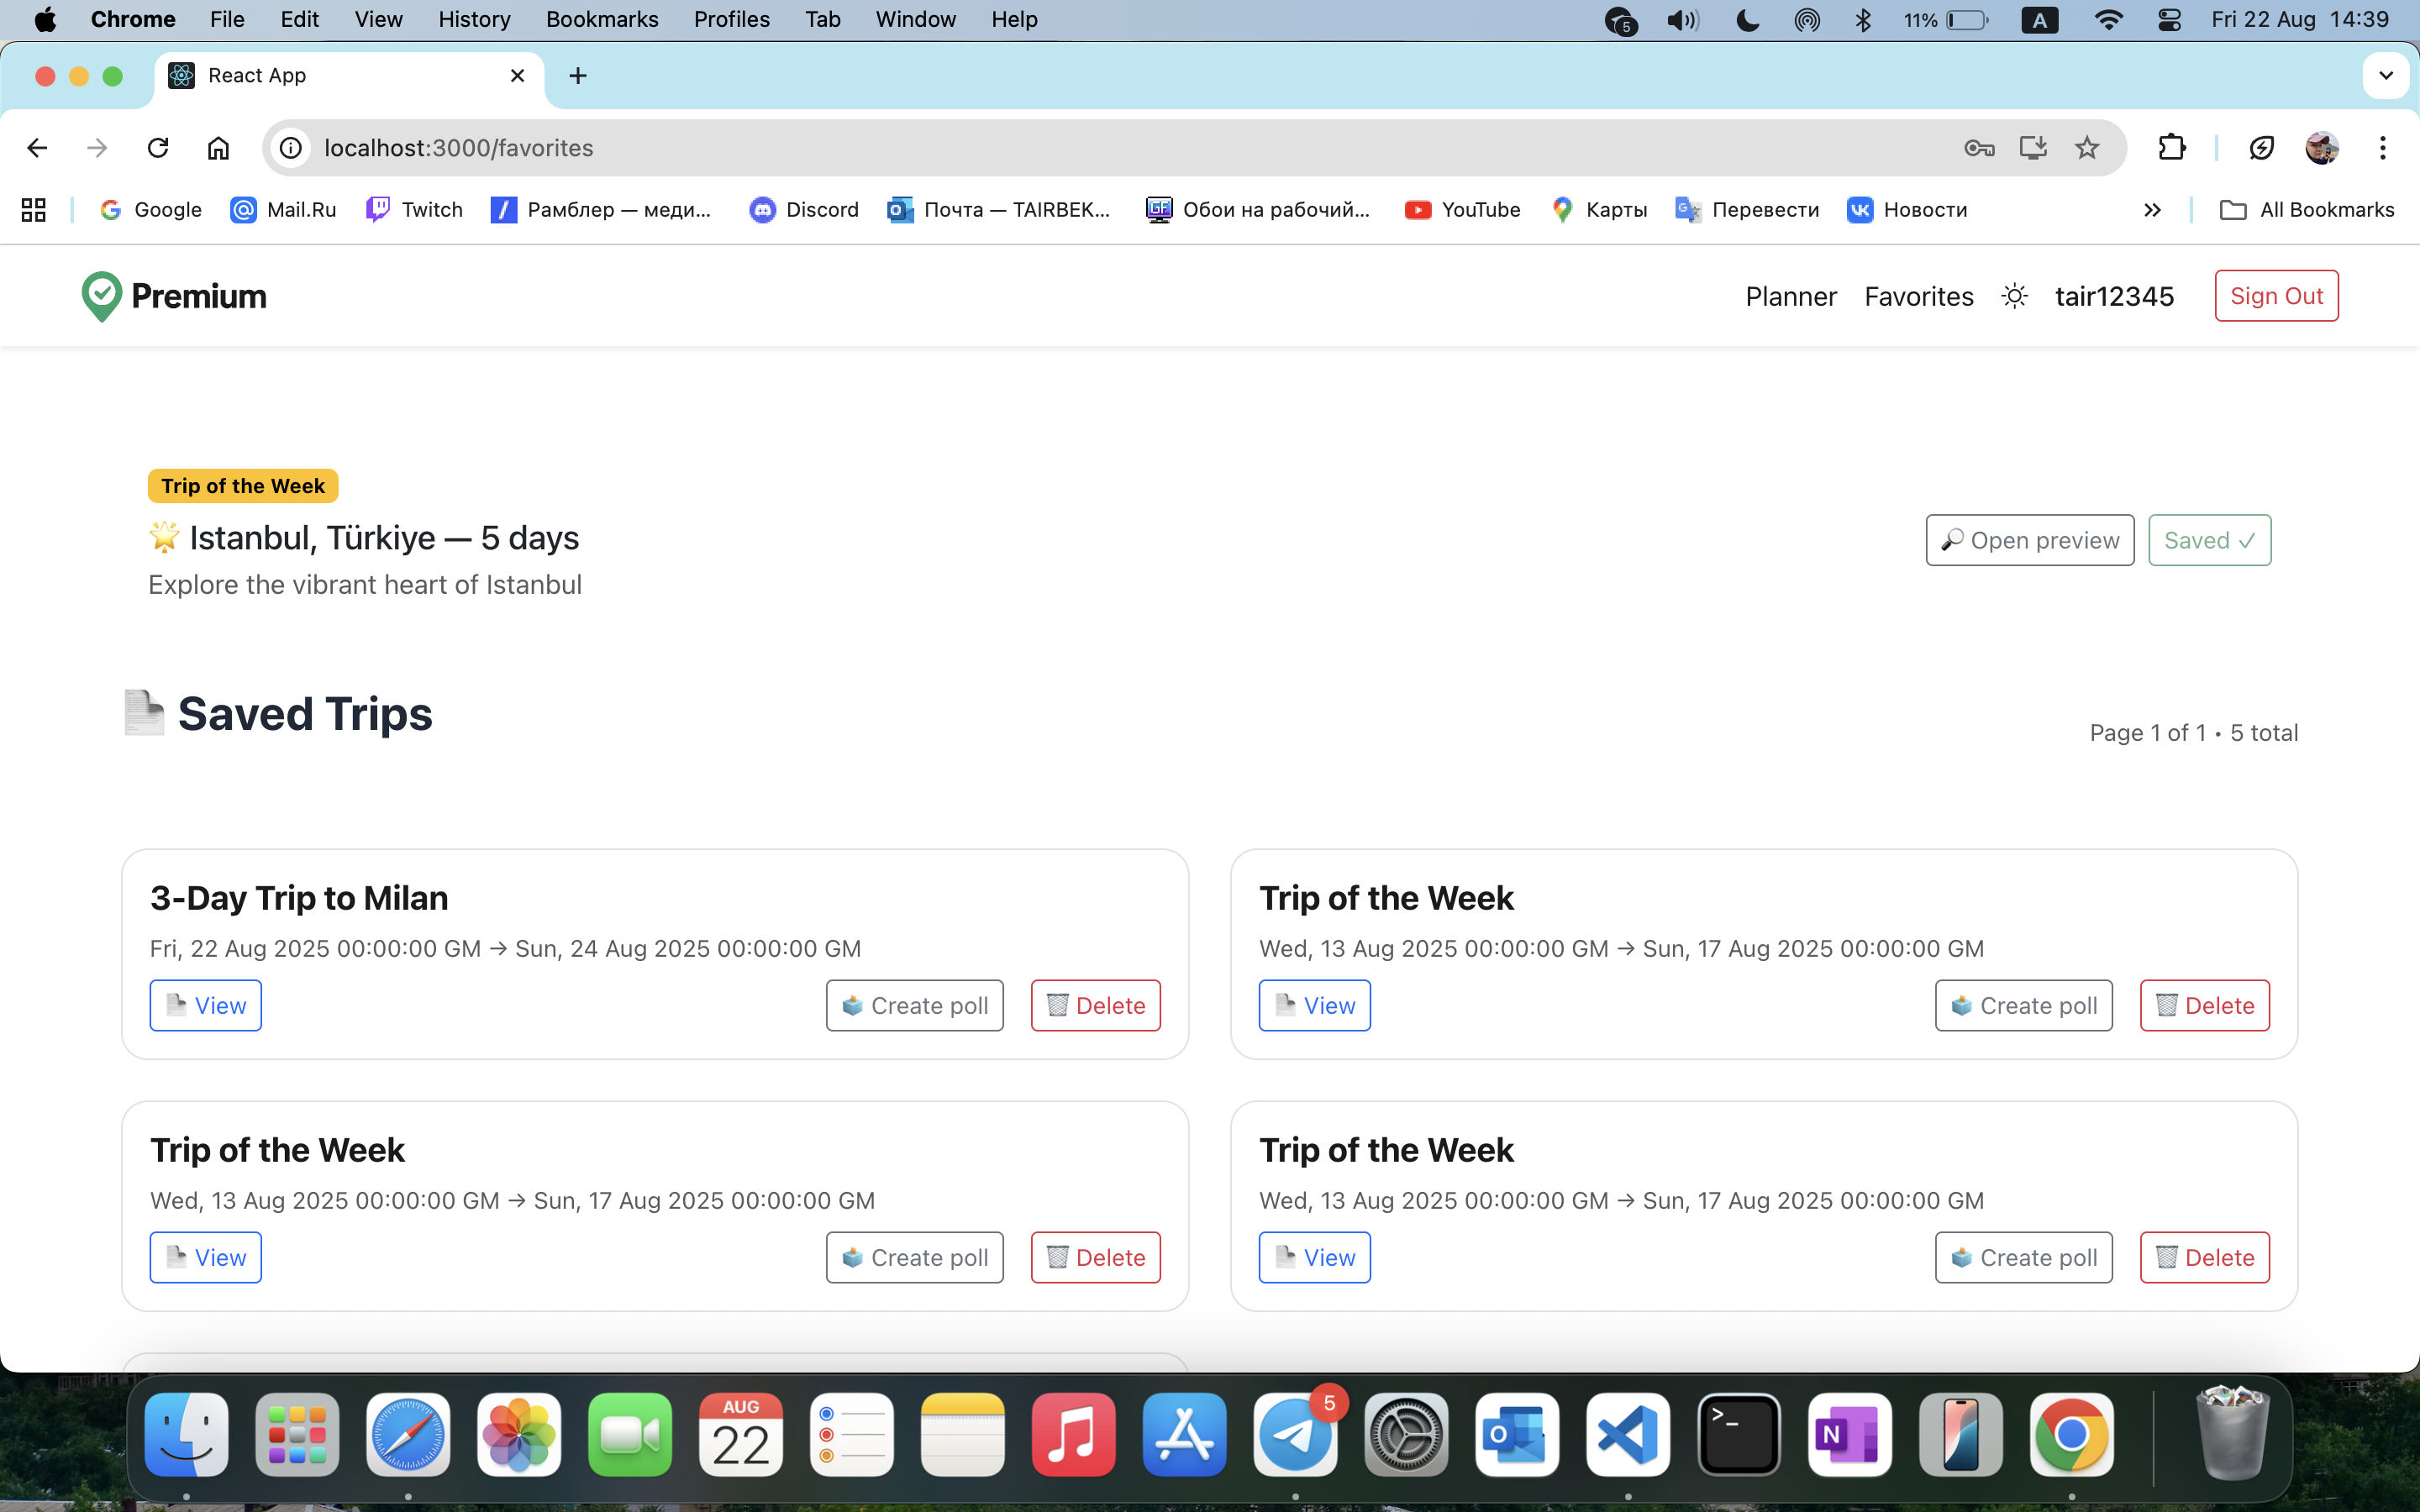 Chrome File Edit View History Bookmarks Profiles Tab Window Help 5 11% A Fri 22 Aug 14:39
React App
localhost:3000/favorites
Google Mail.Ru Twitch Рамблер — меди... Discord Почта — TAIRBEK... Обои на рабочий... YouTube Карты Перевести Новости All Bookmarks
Premium Planner Favorites tair12345 Sign Out
Trip of the Week
🌟 Istanbul, Türkiye — 5 days
Explore the vibrant heart of Istanbul
🔎 Open preview Saved ✓
📄 Saved Trips
Page 1 of 1 • 5 total
3-Day Trip to Milan
Fri, 22 Aug 2025 00:00:00 GM → Sun, 24 Aug 2025 00:00:00 GM
📄 View 🗳️ Create poll 🗑️ Delete
Trip of the Week
Wed, 13 Aug 2025 00:00:00 GM → Sun, 17 Aug 2025 00:00:00 GM
📄 View 🗳️ Create poll 🗑️ Delete
Trip of the Week
Wed, 13 Aug 2025 00:00:00 GM → Sun, 17 Aug 2025 00:00:00 GM
📄 View 🗳️ Create poll 🗑️ Delete
Trip of the Week
Wed, 13 Aug 2025 00:00:00 GM → Sun, 17 Aug 2025 00:00:00 GM
📄 View 🗳️ Create poll 🗑️ Delete
AUG
22
5